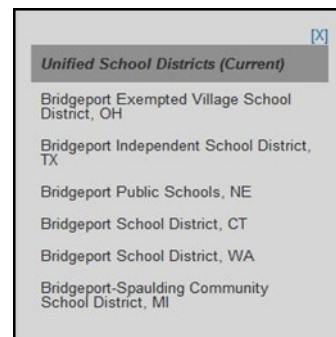 [X]
Unified School Districts (Current)
Bridgeport Exempted Village School
District, OH
Bridgeport Independent School District,
TX
Bridgeport Public Schools, NE
Bridgeport School District, CT
Bridgeport School District, WA
Bridgeport-Spaulding Community
School District, MI